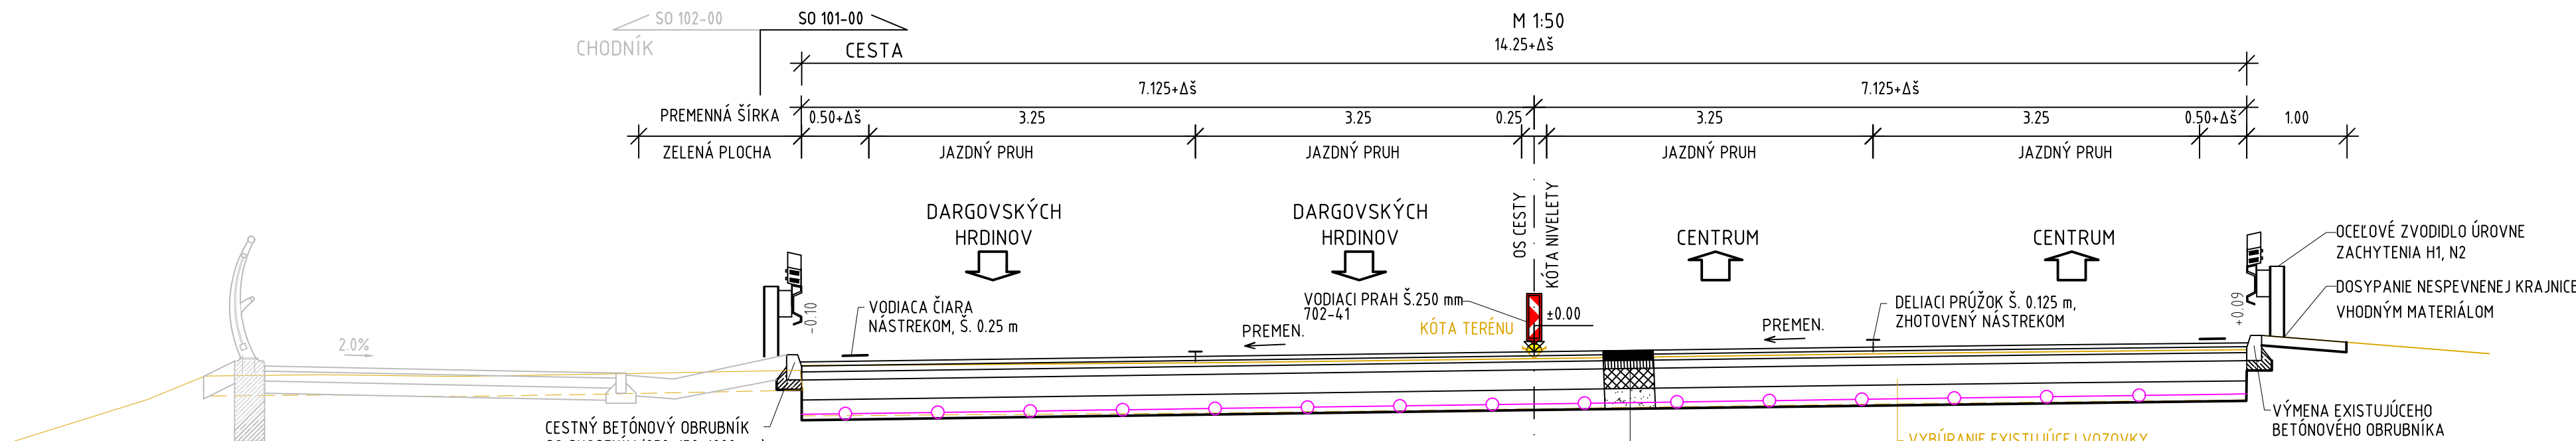 SO 102-00
SO 101-00
CHODNÍK
CESTA
M 1:50
14.25+Δš
7.125+Δš
7.125+Δš
PREMENNÁ ŠÍRKA
0.50+Δš
3.25
3.25
0.25
3.25
3.25
0.50+Δš
1.00
ZELENÁ PLOCHA
JAZDNÝ PRUH
JAZDNÝ PRUH
JAZDNÝ PRUH
JAZDNÝ PRUH
DARGOVSKÝCH
HRDINOV
DARGOVSKÝCH
HRDINOV
OS CESTY
KÓTA NIVELETY
CENTRUM
CENTRUM
OCEĽOVÉ ZVODIDLO ÚROVNE
ZACHYTENIA H1, N2
DOSYPANIE NESPEVNENEJ KRAJNICE
VHODNÝM MATERIÁLOM
-0.10
VODIACA ČIARA
NÁSTREKOM, Š. 0.25 m
VODIACI PRAH Š.250 mm
702-41
PREMEN.
KÓTA TERÉNU
±0.00
PREMEN.
DELIACI PRÚŽOK Š. 0.125 m,
ZHOTOVENÝ NÁSTREKOM
+0.09
2.0%
CESTNÝ BETÓNOVÝ OBRUBNÍK
VÝMENA EXISTUJÚCEHO
BETÓNOVÉHO OBRUBNÍKA
VYBÚRANIE EXISTUJÚCEJ VOZOVKY